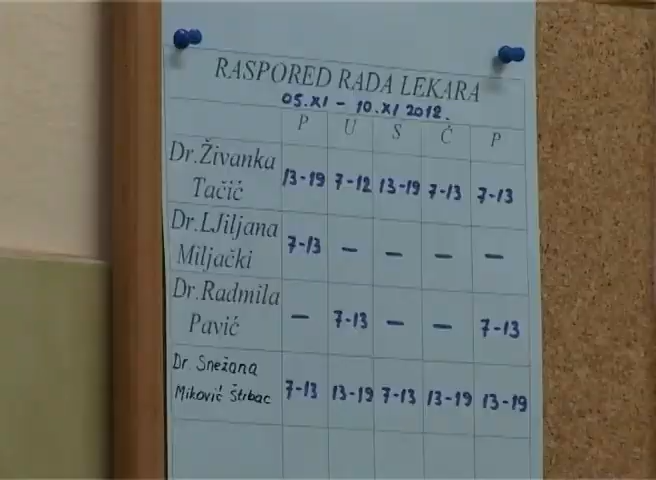 RASPORED RADA LEKARA
05.XI - 10.XI 2012.
P U S Č P
Dr.Živanka
Tačić
13-19 7-12 13-19 7-13 7-13
Dr.LJiljana
Miljački
7-13 — — — —
Dr.Radmila
Pavić
— 7-13 — — 7-13
Dr Snežana
Miković Štrbac
7-13 13-19 7-13 13-19 13-19